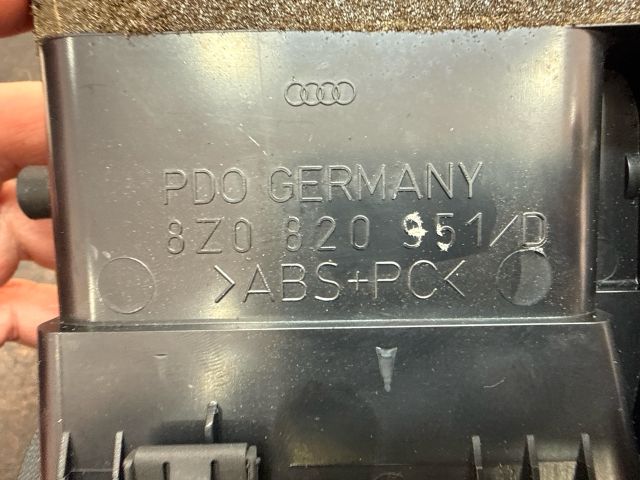 PDO GERMANY
8Z0 820 951/D
>ABS+PC<